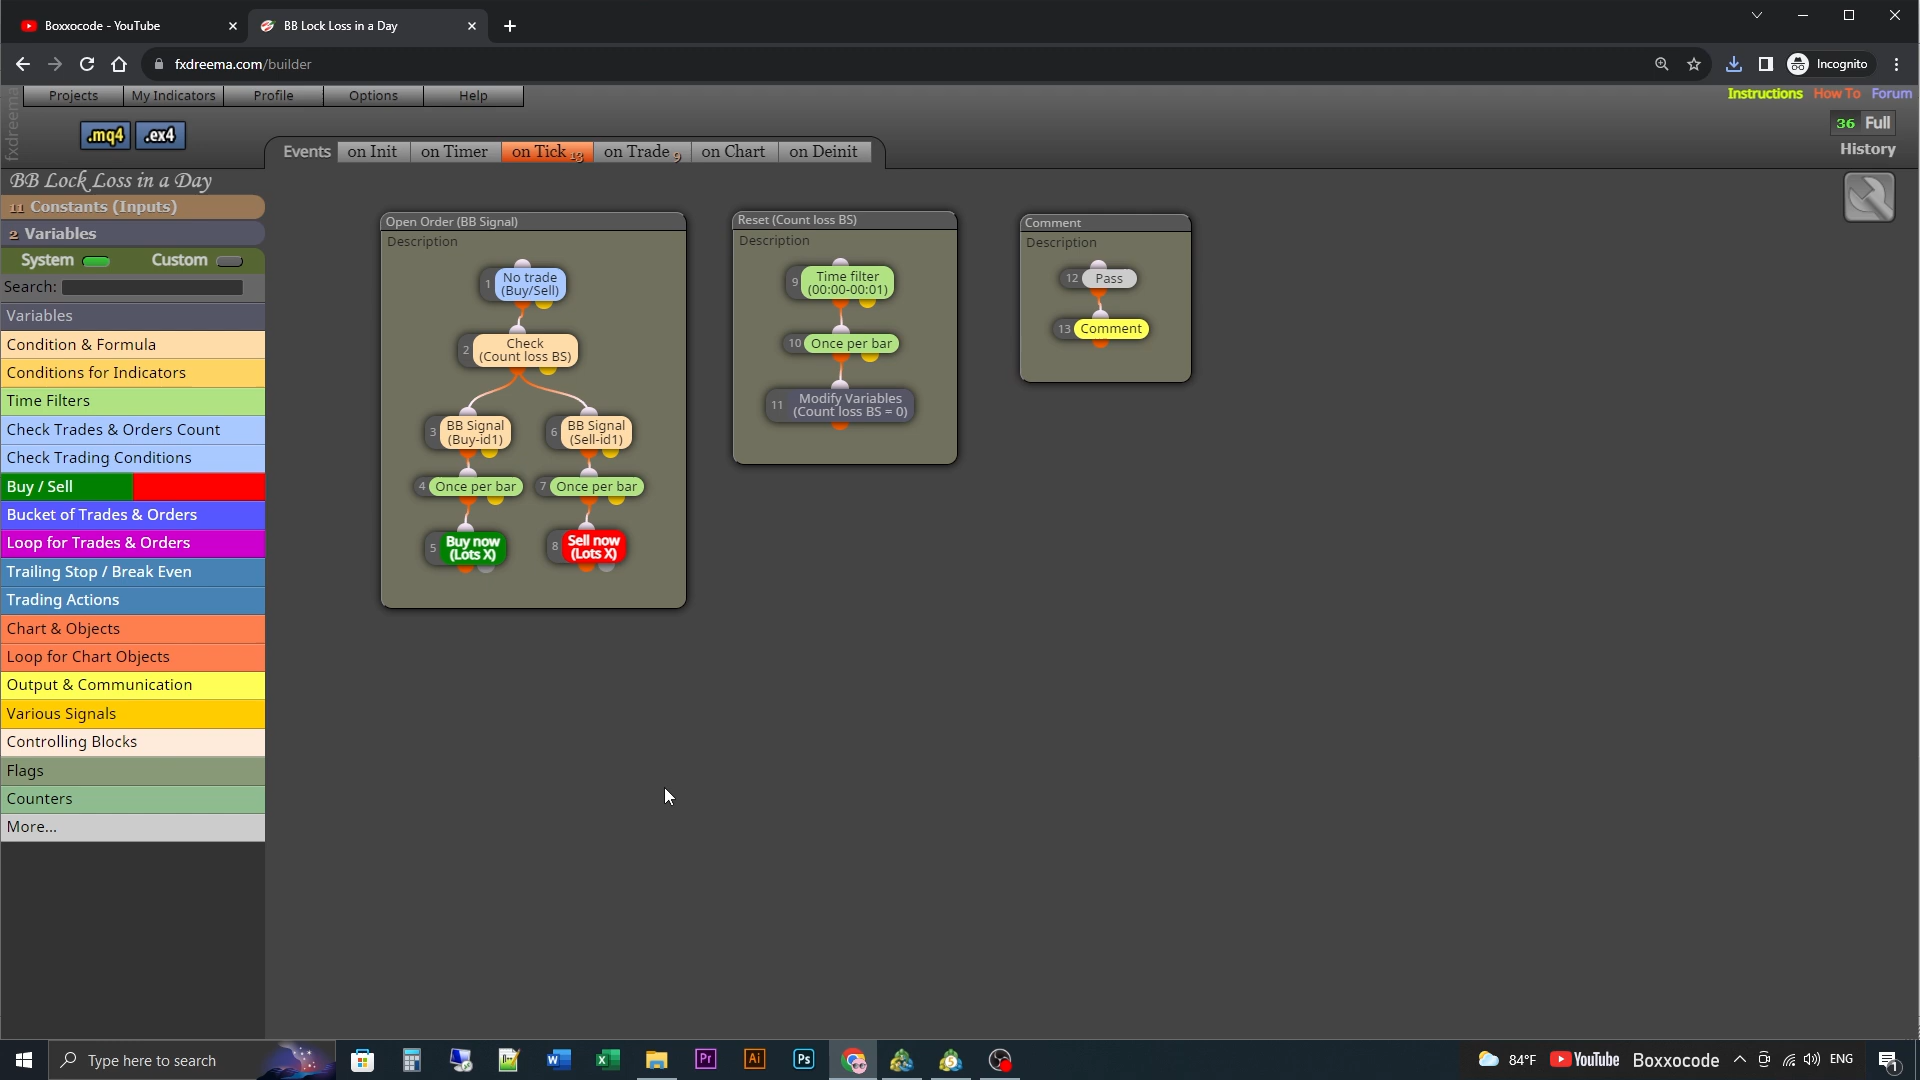 Boxxocode - YouTube
BB Lock Loss in a Day
fxdreema.com/builder
Incognito
fxdreema
Projects
My Indicators
Profile
Options
Help
Instructions
How To
Forum
.mq4
.ex4
36 Full
History
Events
on Init
on Timer
on Tick 13
on Trade 9
on Chart
on Deinit
BB Lock Loss in a Day
11 Constants (Inputs)
2 Variables
System
Custom
Search:
Variables
Condition & Formula
Conditions for Indicators
Time Filters
Check Trades & Orders Count
Check Trading Conditions
Buy / Sell
Bucket of Trades & Orders
Loop for Trades & Orders
Trailing Stop / Break Even
Trading Actions
Chart & Objects
Loop for Chart Objects
Output & Communication
Various Signals
Controlling Blocks
Flags
Counters
More...
Open Order (BB Signal)
Description
1 No trade
(Buy/Sell)
2 Check
(Count loss BS)
3 BB Signal
(Buy-id1)
6 BB Signal
(Sell-id1)
4 Once per bar
7 Once per bar
5 Buy now
(Lots X)
8 Sell now
(Lots X)
Reset (Count loss BS)
Description
9 Time filter
(00:00-00:01)
10 Once per bar
11 Modify Variables
(Count loss BS = 0)
Comment
Description
12 Pass
13 Comment
Type here to search
Pr
Ai
Ps
84°F
YouTube
Boxxocode
ENG
1